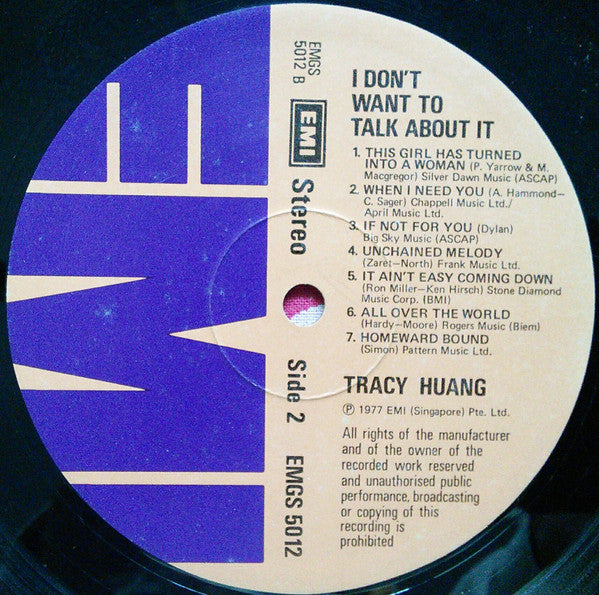 EMGS
5012 B
EMI
Stereo
Side 2
EMGS 5012
I DON'T
WANT TO
TALK ABOUT IT
1. THIS GIRL HAS TURNED
INTO A WOMAN (P. Yarrow & M.
Macgregor) Silver Dawn Music (ASCAP)
2. WHEN I NEED YOU (A. Hammond–
C. Sager) Chappell Music Ltd./
April Music Ltd.
3. IF NOT FOR YOU (Dylan)
Big Sky Music (ASCAP)
4. UNCHAINED MELODY
(Zaret–North) Frank Music Ltd.
5. IT AIN'T EASY COMING DOWN
(Ron Miller–Ken Hirsch) Stone Diamond
Music Corp. (BMI)
6. ALL OVER THE WORLD
(Hardy–Moore) Rogers Music (Biem)
7. HOMEWARD BOUND
(Simon) Pattern Music Ltd.
TRACY HUANG
Ⓟ 1977 EMI (Singapore) Pte. Ltd.
All rights of the manufacturer
and of the owner of the
recorded work reserved
and unauthorised public
performance, broadcasting
or copying of this
recording is
prohibited
EMI